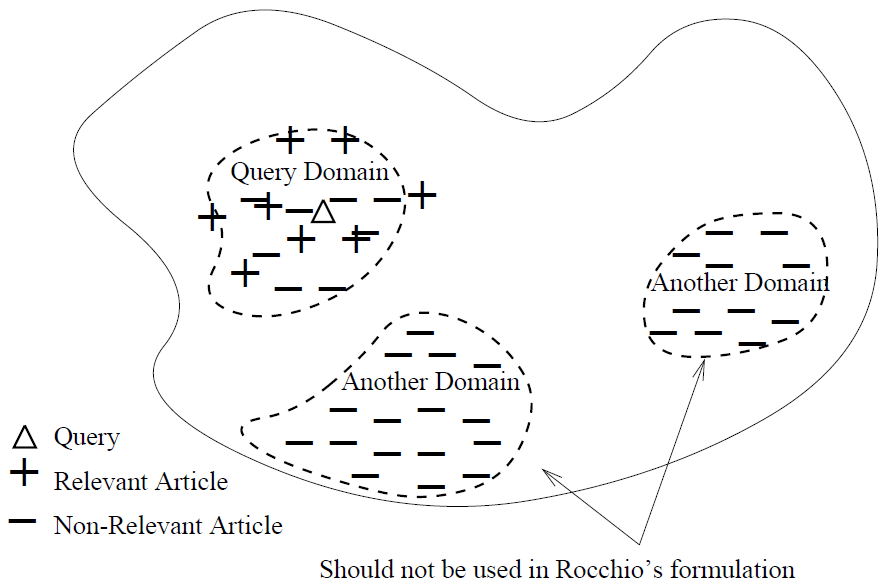 Query Domain
Another Domain
Another Domain
Query
Relevant Article
Non-Relevant Article
Should not be used in Rocchio's formulation